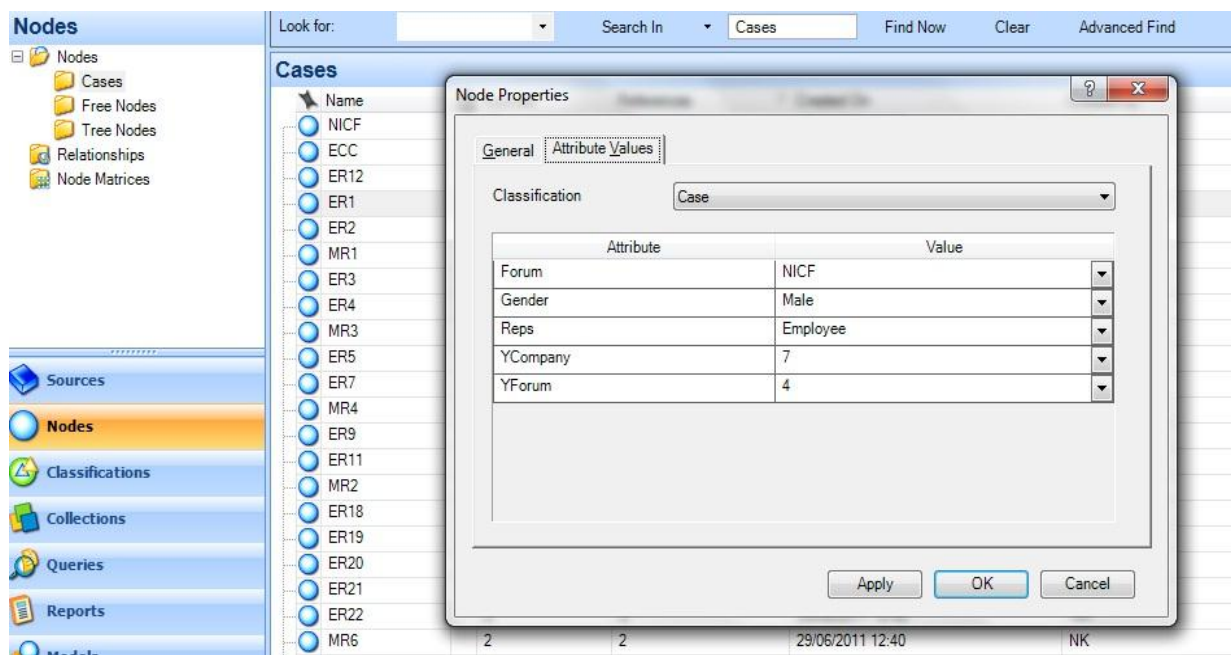 Nodes
Look for: Search In Cases Find Now Clear Advanced Find
Nodes
Cases
Free Nodes
Tree Nodes
Relationships
Node Matrices
Sources
Nodes
Classifications
Collections
Queries
Reports
Cases
Name
NICF
ECC
ER12
ER1
ER2
MR1
ER3
ER4
MR3
ER5
ER7
MR4
ER9
ER11
MR2
ER18
ER19
ER20
ER21
ER22
MR6 2 2 29/06/2011 12:40 NK
Node Properties
General Attribute Values
Classification Case
Attribute Value
Forum NICF
Gender Male
Reps Employee
YCompany 7
YForum 4
Apply OK Cancel